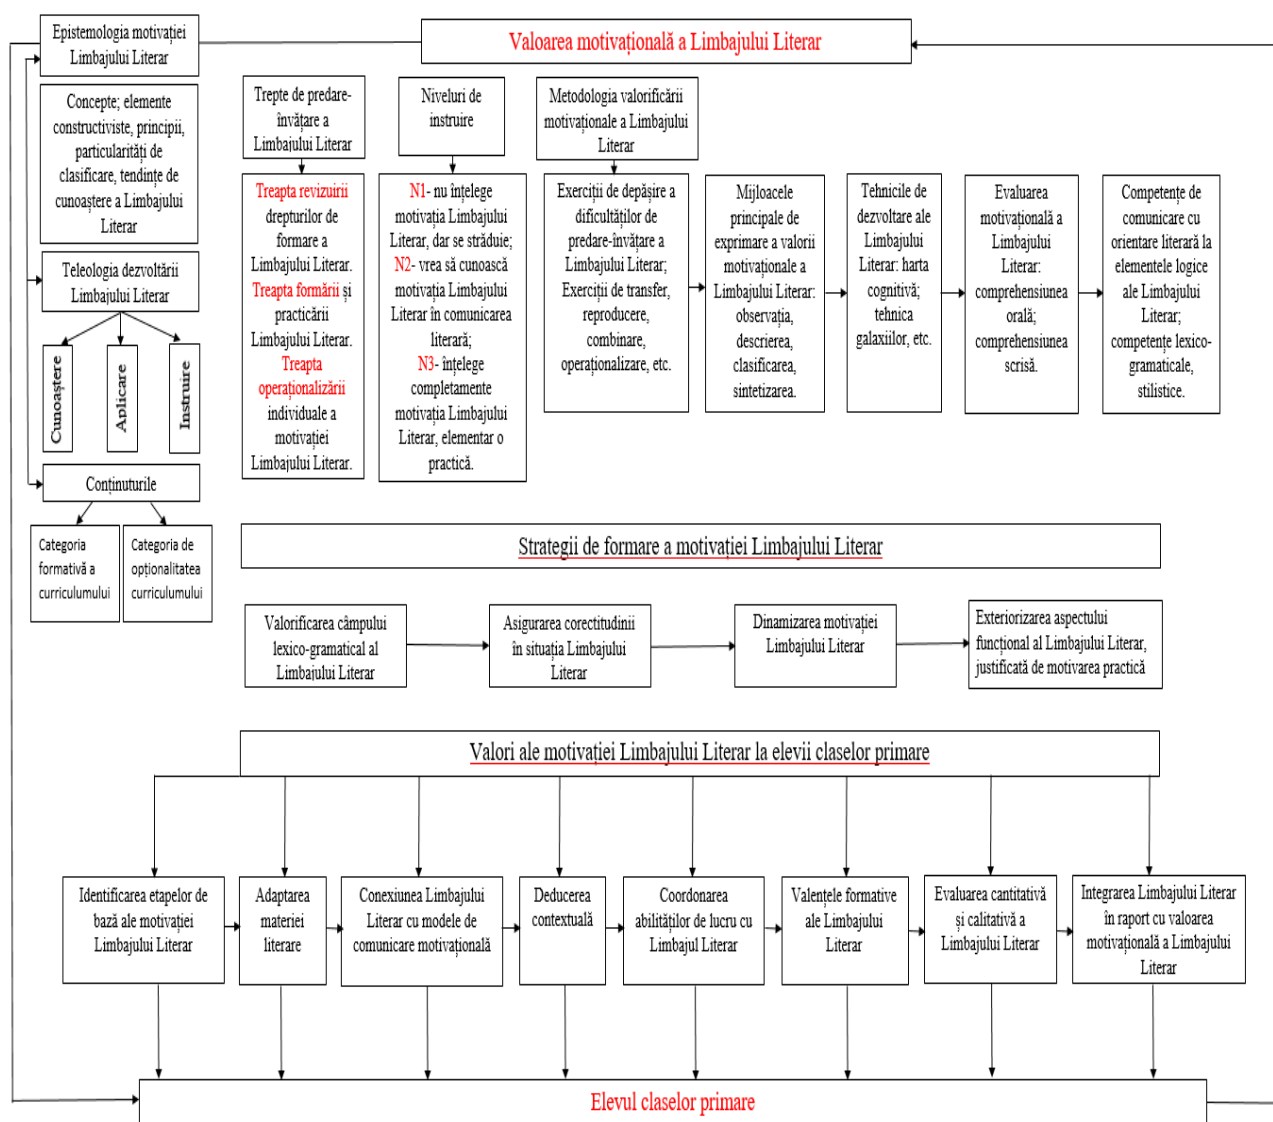 Epistemologia motivației
Limbajului Literar
Valoarea motivațională a Limbajului Literar
Concepte; elemente
constructiviste, principii,
particularități de
clasificare, tendințe de
cunoaștere a Limbajului
Literar
Teleologia dezvoltării
Limbajului Literar
Cunoaștere
Aplicare
Instruire
Conținuturile
Categoria
formativă a
curriculumului
Categoria de
opționalitatea
curriculumului
Trepte de predare-
învățare a
Limbajului Literar
Treapta revizuirii
drepturilor de
formare a
Limbajului Literar.
Treapta formării și
practicării
Limbajului Literar.
Treapta
operaționalizării
individuale a
motivației
Limbajului Literar.
Niveluri de
instruire
N1- nu înțelege
motivația Limbajului
Literar, dar se străduie;
N2- vrea să cunoască
motivația Limbajului
Literar în comunicarea
literară;
N3- înțelege
completamente
motivația Limbajului
Literar, elementar o
practică.
Metodologia valorificării
motivaționale a Limbajului
Literar
Exerciții de depășire a
dificultăților de
predare-învățare a
Limbajului Literar;
Exerciții de transfer,
reproducere,
combinare,
operaționalizare, etc.
Mijloacele
principale de
exprimare a valorii
motivaționale a
Limbajului Literar:
observația,
descrierea,
clasificarea,
sintetizarea.
Tehnicile de
dezvoltare ale
Limbajului
Literar: harta
cognitivă;
tehnica
galaxiilor, etc.
Evaluarea
motivațională a
Limbajului
Literar:
comprehensiunea
orală;
comprehensiunea
scrisă.
Competențe de
comunicare cu
orientare literară la
elementele logice
ale Limbajului
Literar;
competențe lexico-
gramaticale,
stilistice.
Strategii de formare a motivației Limbajului Literar
Valorificarea câmpului
lexico-gramatical al
Limbajului Literar
Asigurarea corectitudinii
în situația Limbajului
Literar
Dinamizarea motivației
Limbajului Literar
Exteriorizarea aspectului
funcțional al Limbajului Literar,
justificată de motivarea practică
Valori ale motivației Limbajului Literar la elevii claselor primare
Identificarea etapelor de
bază ale motivației
Limbajului Literar
Adaptarea
materiei
literare
Conexiunea Limbajului
Literar cu modele de
comunicare motivațională
Deducerea
contextuală
Coordonarea
abilităților de lucru cu
Limbajul Literar
Valențele formative
ale Limbajului
Literar
Evaluarea cantitativă
și calitativă a
Limbajului Literar
Integrarea Limbajului Literar
în raport cu valoarea
motivațională a Limbajului
Literar
Elevul claselor primare